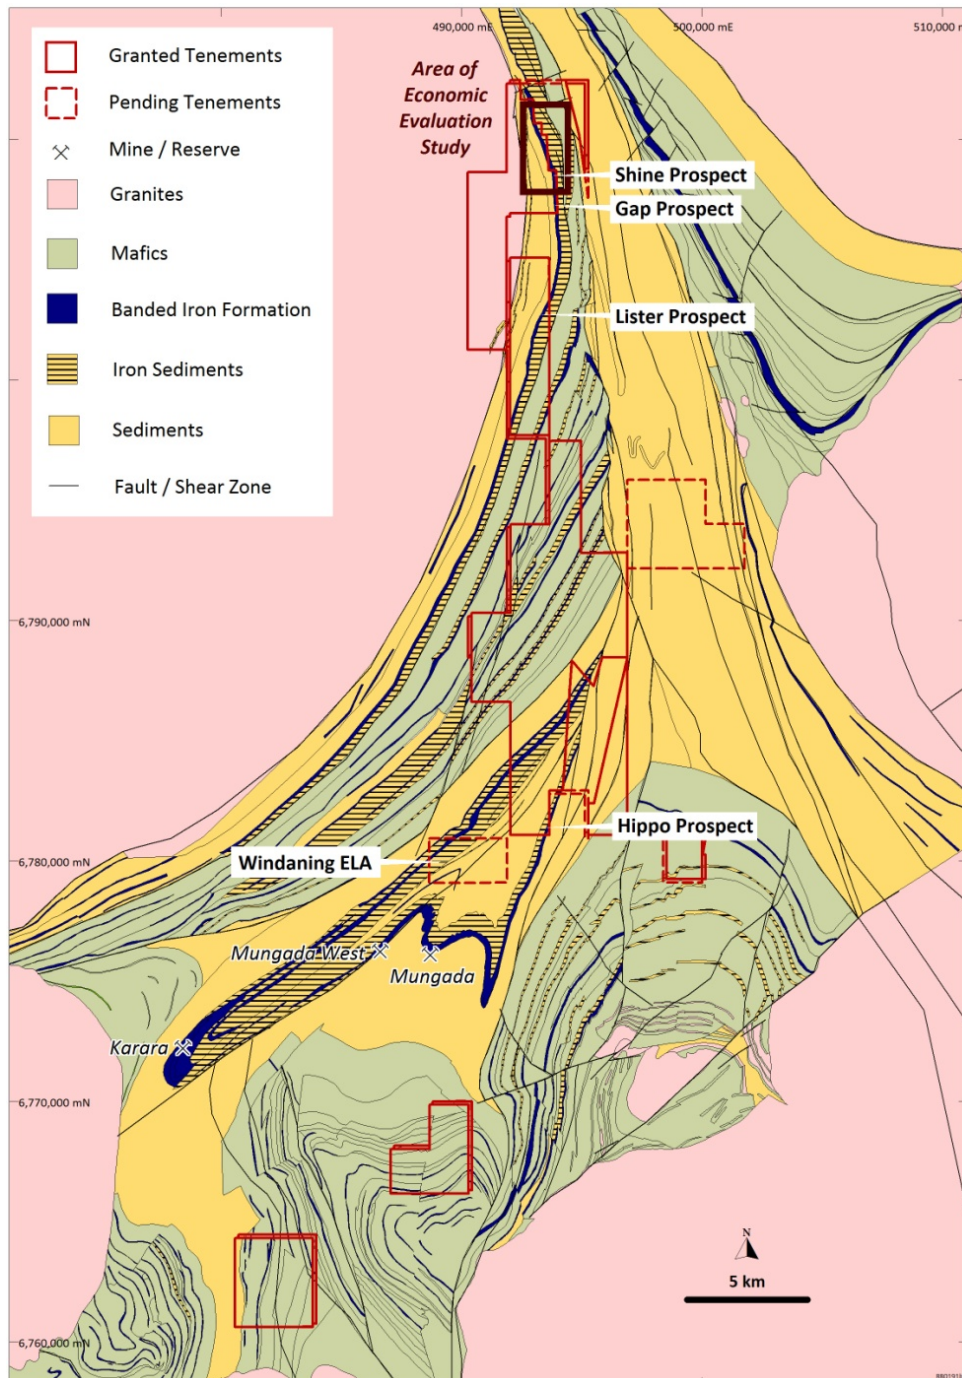 490,000 mE
500,000 mE
510,000 m
Granted Tenements
Pending Tenements
Mine / Reserve
Granites
Mafics
Banded Iron Formation
Iron Sediments
Sediments
Fault / Shear Zone
Area of
Economic
Evaluation
Study
Shine Prospect
Gap Prospect
Lister Prospect
6,790,000 mN
Hippo Prospect
6,780,000 mN
Windaning ELA
Mungada West
Mungada
Karara
6,770,000 mN
N
5 km
6,760,000 mN